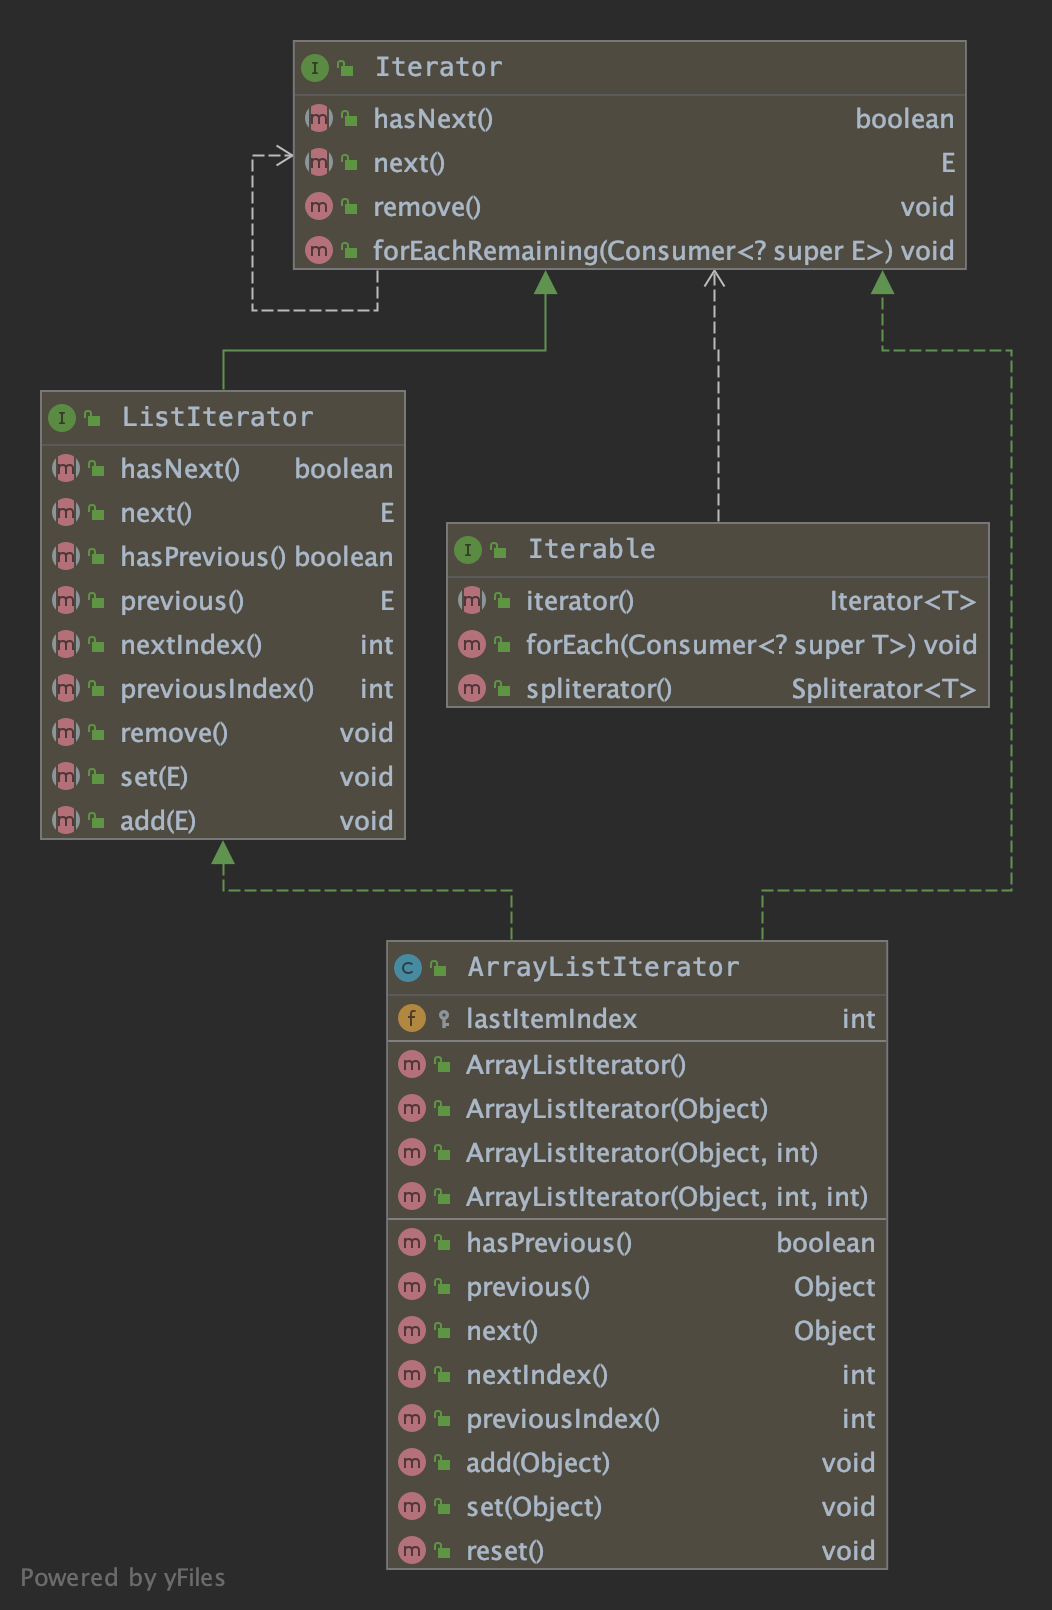 Iterator
hasNext() boolean
next() E
remove() void
forEachRemaining(Consumer<? super E>) void
ListIterator
hasNext() boolean
next() E
hasPrevious() boolean
previous() E
nextIndex() int
previousIndex() int
remove() void
set(E) void
add(E) void
Iterable
iterator() Iterator<T>
forEach(Consumer<? super T>) void
spliterator() Spliterator<T>
ArrayListIterator
lastItemIndex int
ArrayListIterator()
ArrayListIterator(Object)
ArrayListIterator(Object, int)
ArrayListIterator(Object, int, int)
hasPrevious() boolean
previous() Object
next() Object
nextIndex() int
previousIndex() int
add(Object) void
set(Object) void
reset() void
Powered by yFiles